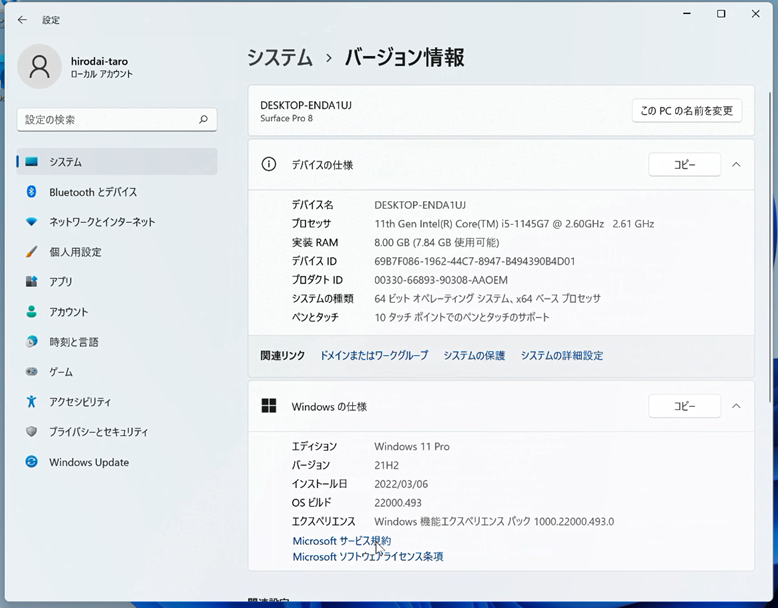 設定
hirodai-taro
ローカル アカウント
設定の検索
システム
Bluetooth とデバイス
ネットワークとインターネット
個人用設定
アプリ
アカウント
時刻と言語
ゲーム
アクセシビリティ
プライバシーとセキュリティ
Windows Update
システム › バージョン情報
DESKTOP-ENDA1UJ
Surface Pro 8
この PC の名前を変更
デバイスの仕様
コピー
デバイス名 DESKTOP-ENDA1UJ
プロセッサ 11th Gen Intel(R) Core(TM) i5-1145G7 @ 2.60GHz 2.61 GHz
実装 RAM 8.00 GB (7.84 GB 使用可能)
デバイス ID 69B7F086-1962-44C7-8947-B494390B4D01
プロダクト ID 00330-66893-90308-AAOEM
システムの種類 64 ビット オペレーティング システム、x64 ベース プロセッサ
ペンとタッチ 10 タッチ ポイントでのペンとタッチのサポート
関連リンク ドメインまたはワークグループ システムの保護 システムの詳細設定
Windows の仕様
コピー
エディション Windows 11 Pro
バージョン 21H2
インストール日 2022/03/06
OS ビルド 22000.493
エクスペリエンス Windows 機能エクスペリエンス パック 1000.22000.493.0
Microsoft サービス規約
Microsoft ソフトウェアライセンス条項
関連設定